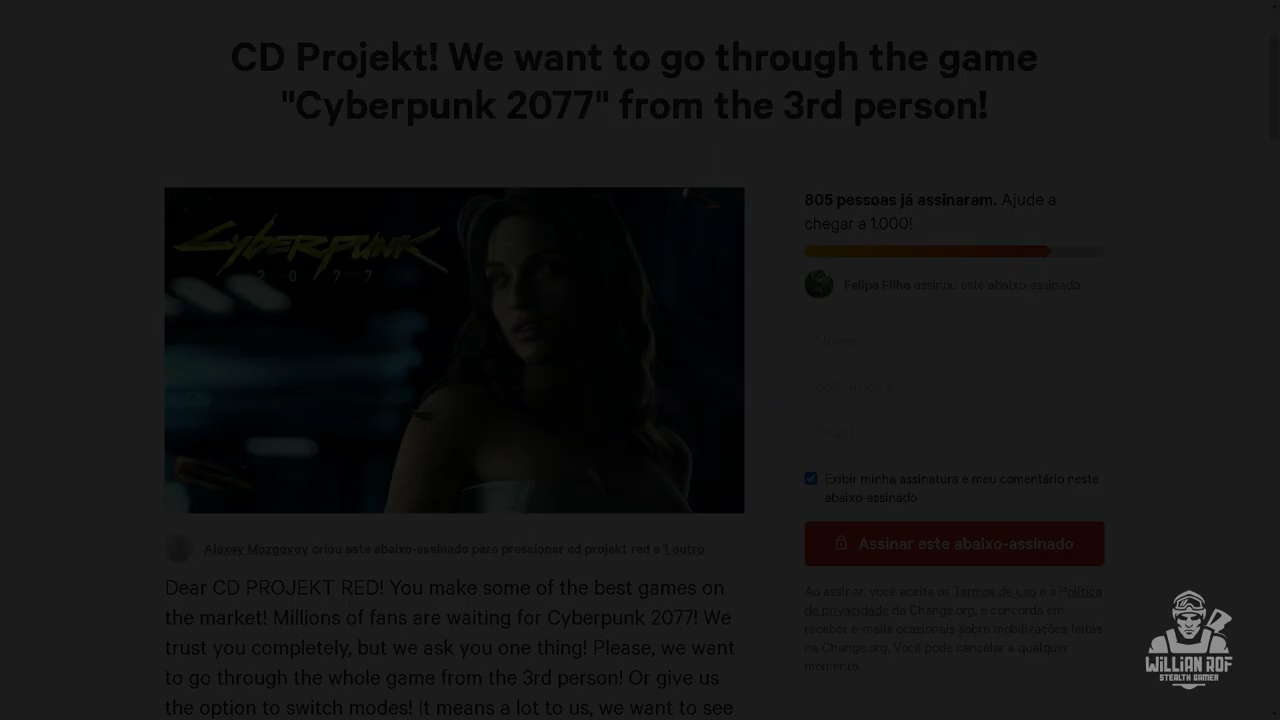 CD Projekt! We want to go through the game
"Cyberpunk 2077" from the 3rd person!
CYBERPUNK
2077
805 pessoas já assinaram. Ajude a
chegar a 1.000!
Felipe Filho assinou este abaixo-assinado
Nome
Sobrenome
Email
Exibir minha assinatura e meu comentário neste
abaixo-assinado
Assinar este abaixo-assinado
Ao assinar, você aceita os Termos de uso e a Política
de privacidade da Change.org, e concorda em
receber e-mails ocasionais sobre mobilizações feitas
na Change.org. Você pode cancelar a qualquer
momento.
Alexey Mozgovoy criou este abaixo-assinado para pressionar cd projekt red e 1 outro
Dear CD PROJEKT RED! You make some of the best games on
the market! Millions of fans are waiting for Cyberpunk 2077! We
trust you completely, but we ask you one thing! Please, we want
to go through the whole game from the 3rd person! Or give us
the option to switch modes! It means a lot to us, we want to see
WILLIAN ROF
STEALTH GAMER